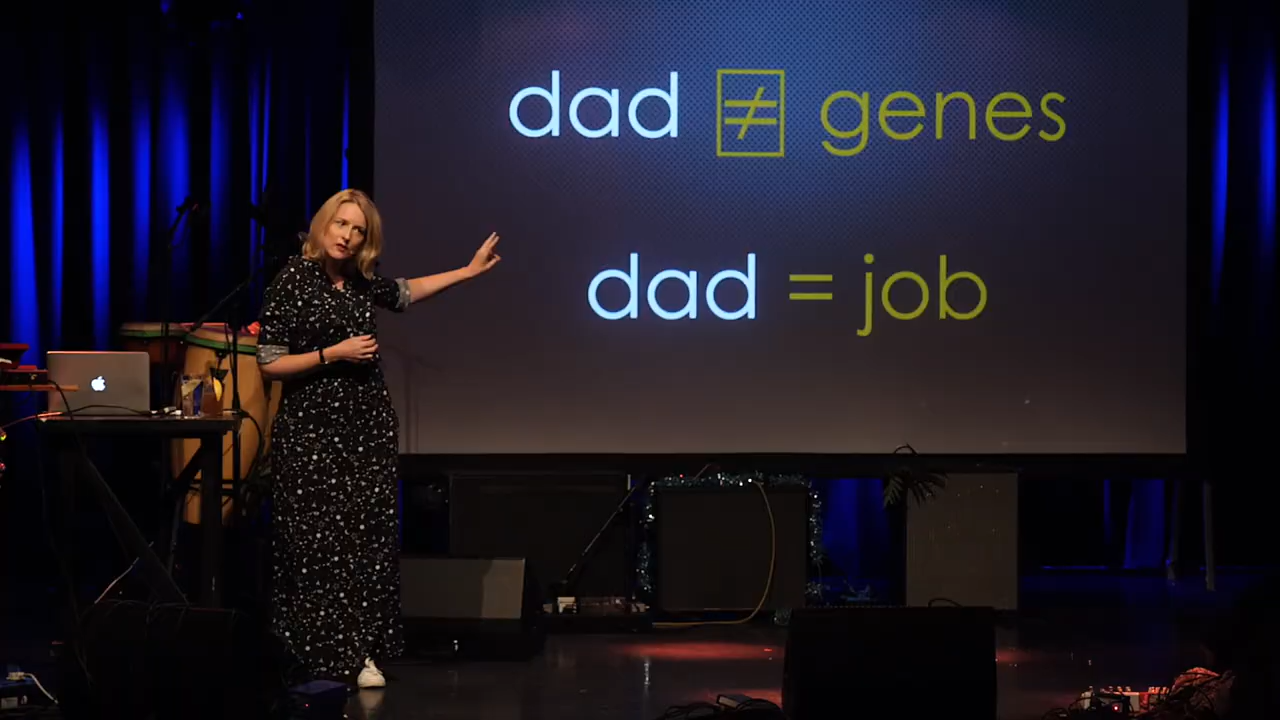 dad ≠ genes
dad = job